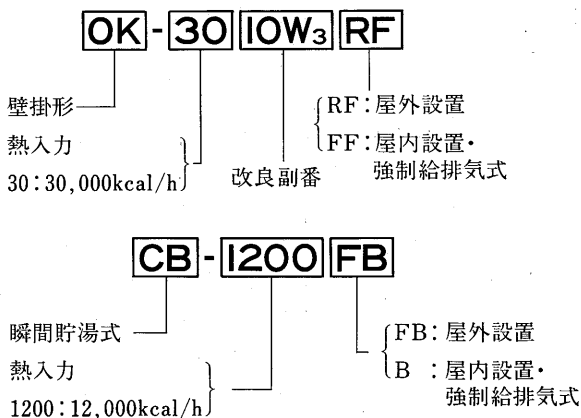 OK-30 10W₃ RF
壁掛形
熱入力
30:30,000kcal/h
改良副番
RF:屋外設置
FF:屋内設置・
強制給排気式
CB-1200 FB
瞬間貯湯式
熱入力
1200:12,000kcal/h
FB:屋外設置
B :屋内設置・
強制給排気式